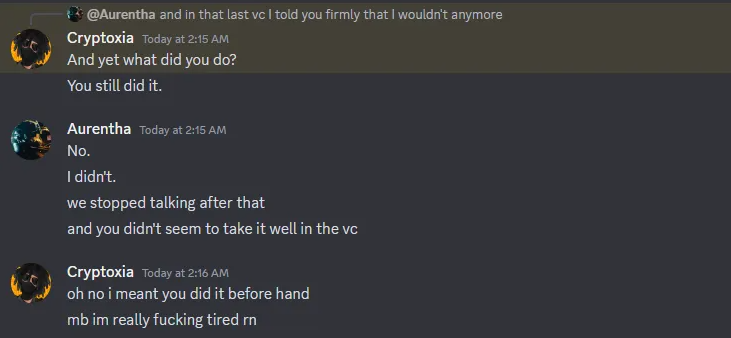 @Aurentha and in that last vc I told you firmly that I wouldn't anymore
Cryptoxia Today at 2:15 AM
And yet what did you do?
You still did it.
Aurentha Today at 2:15 AM
No.
I didn't.
we stopped talking after that
and you didn't seem to take it well in the vc
Cryptoxia Today at 2:16 AM
oh no i meant you did it before hand
mb im really fucking tired rn